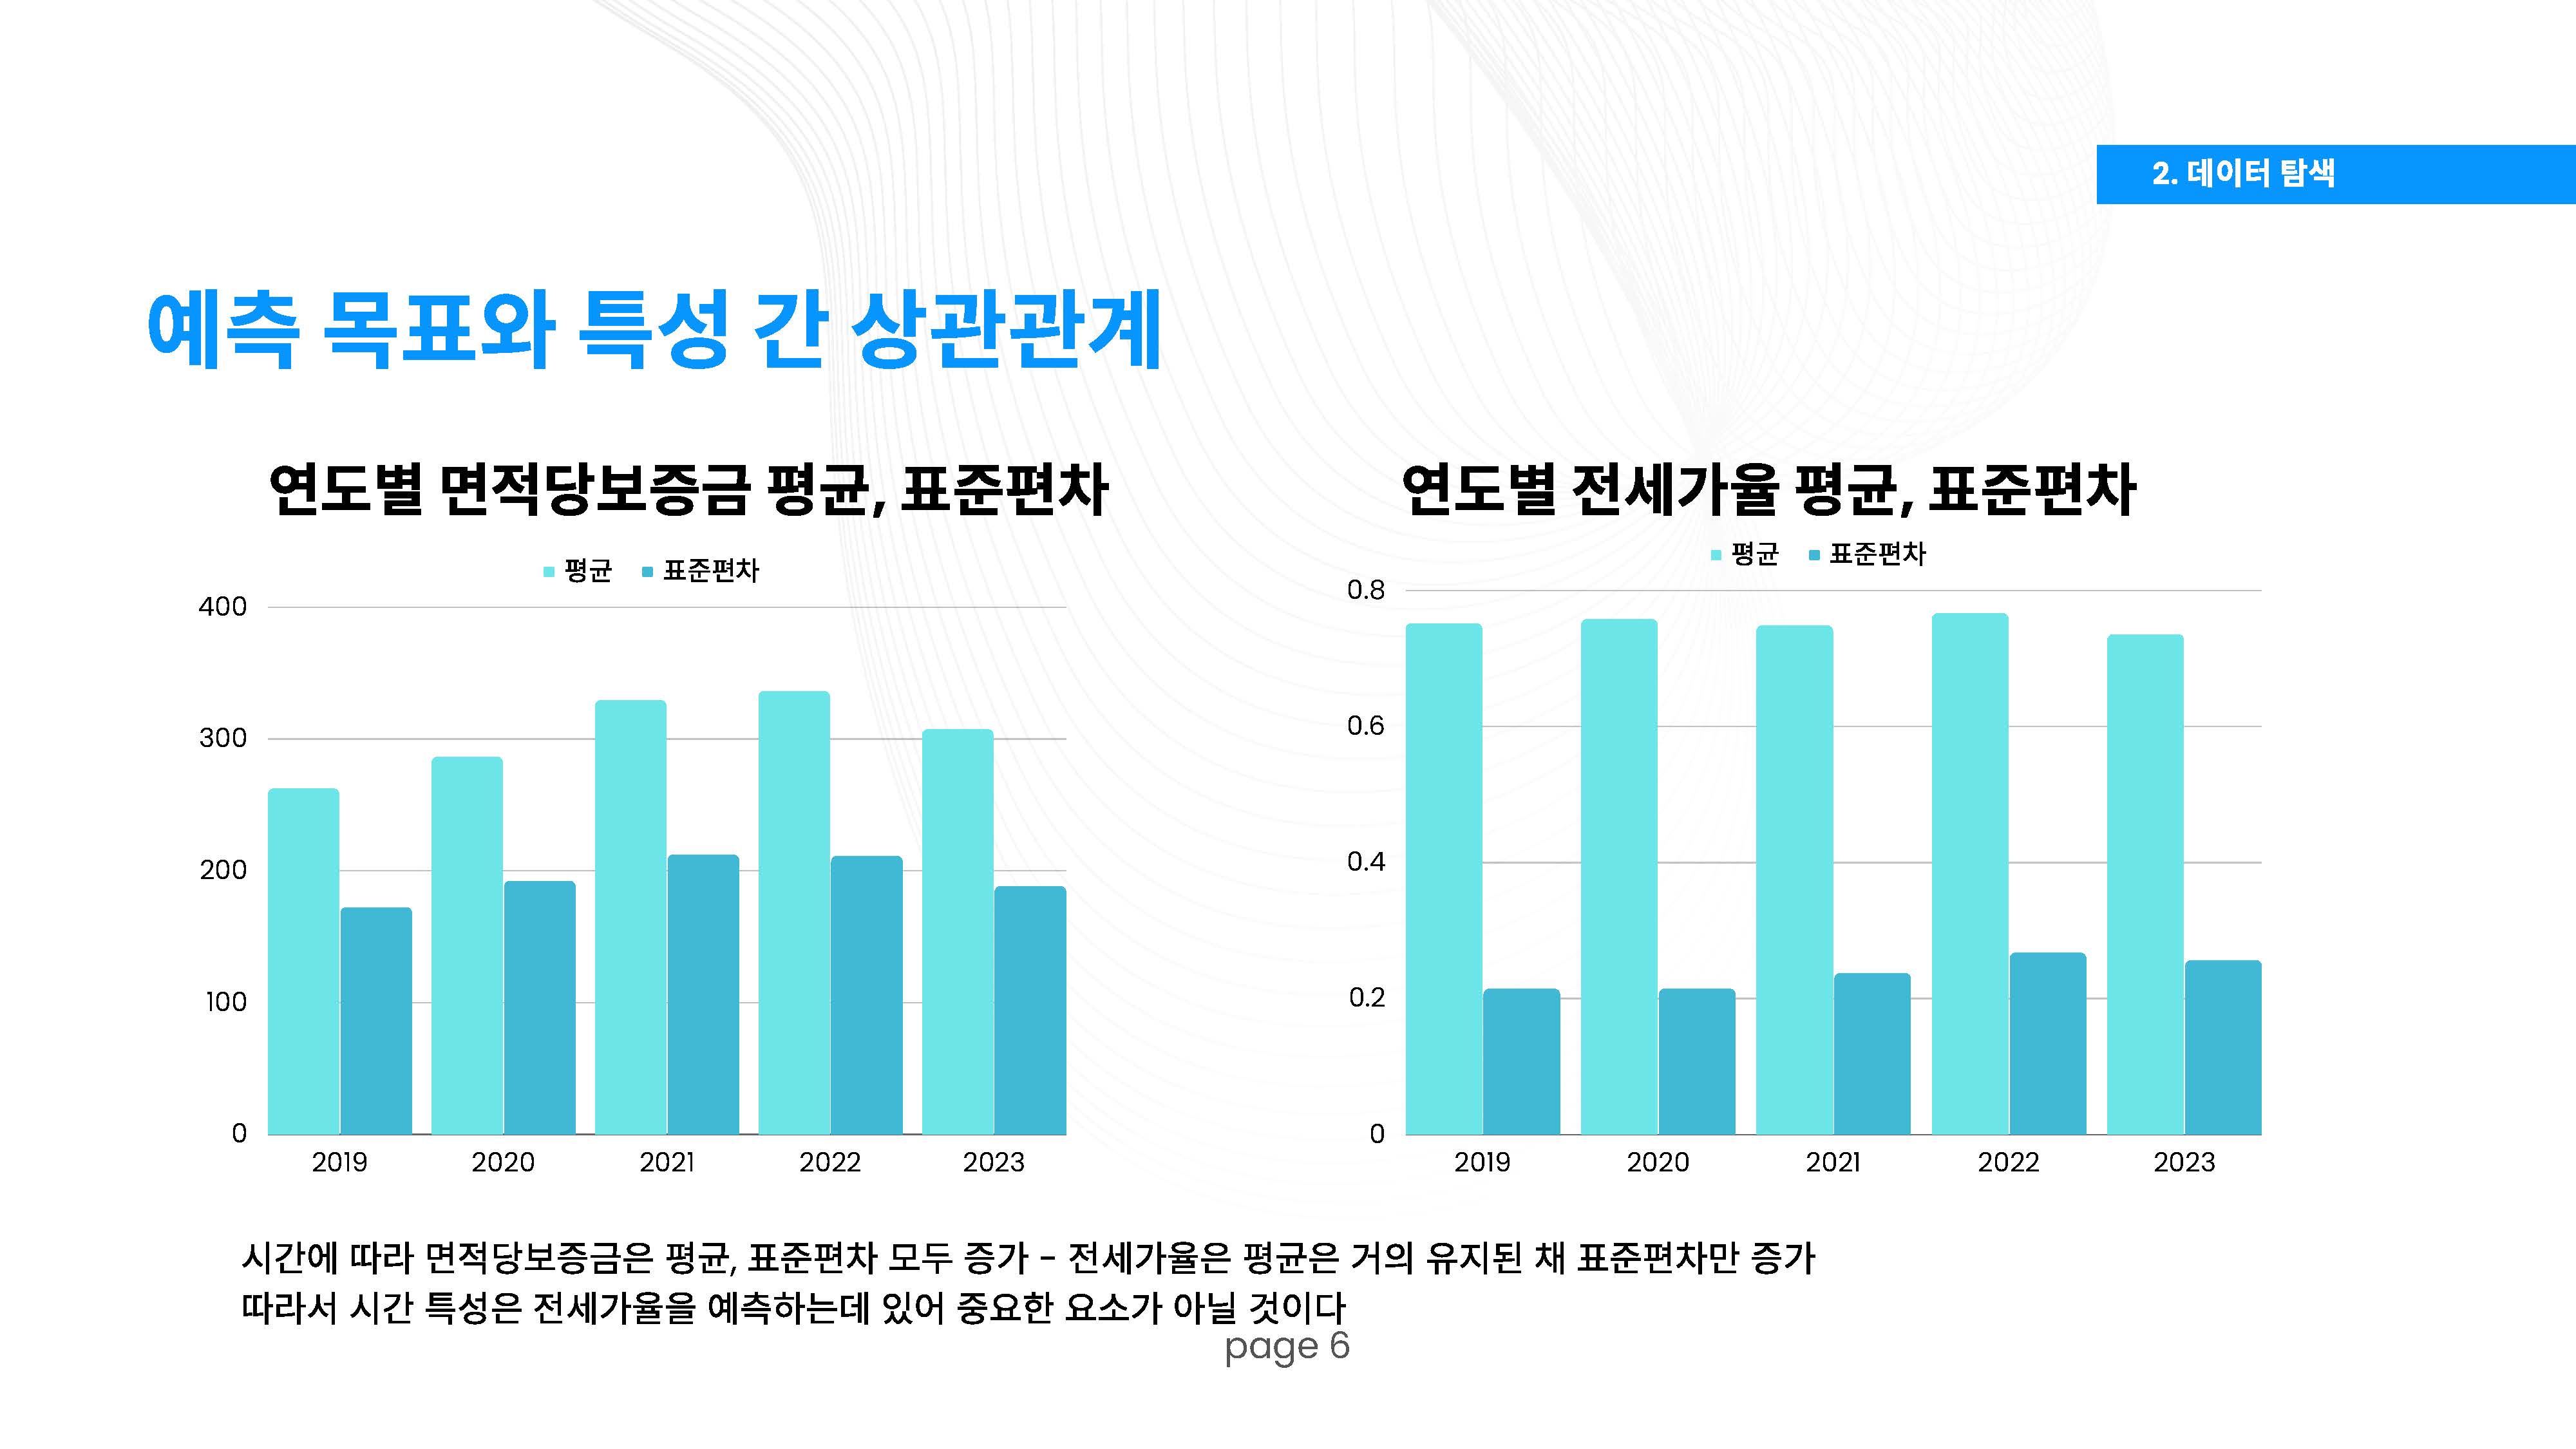 2. 데이터 탐색
예측 목표와 특성 간 상관관계
연도별 면적당보증금 평균, 표준편차
평균 표준편차
400
300
200
100
0
2019 2020 2021 2022 2023
연도별 전세가율 평균, 표준편차
평균 표준편차
0.8
0.6
0.4
0.2
0
2019 2020 2021 2022 2023
시간에 따라 면적당보증금은 평균, 표준편차 모두 증가 - 전세가율은 평균은 거의 유지된 채 표준편차만 증가
따라서 시간 특성은 전세가율을 예측하는데 있어 중요한 요소가 아닐 것이다
page 6